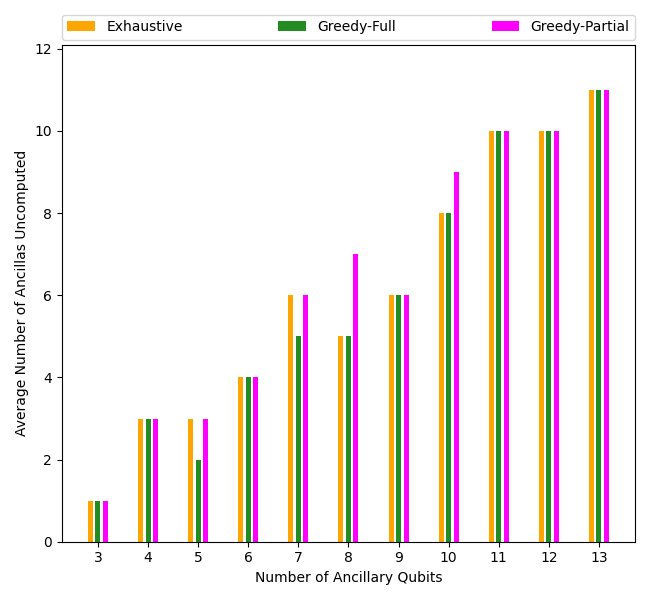 Exhaustive Greedy-Full Greedy-Partial
12
10
8
6
4
2
0
Average Number of Ancillas Uncomputed
3 4 5 6 7 8 9 10 11 12 13
Number of Ancillary Qubits